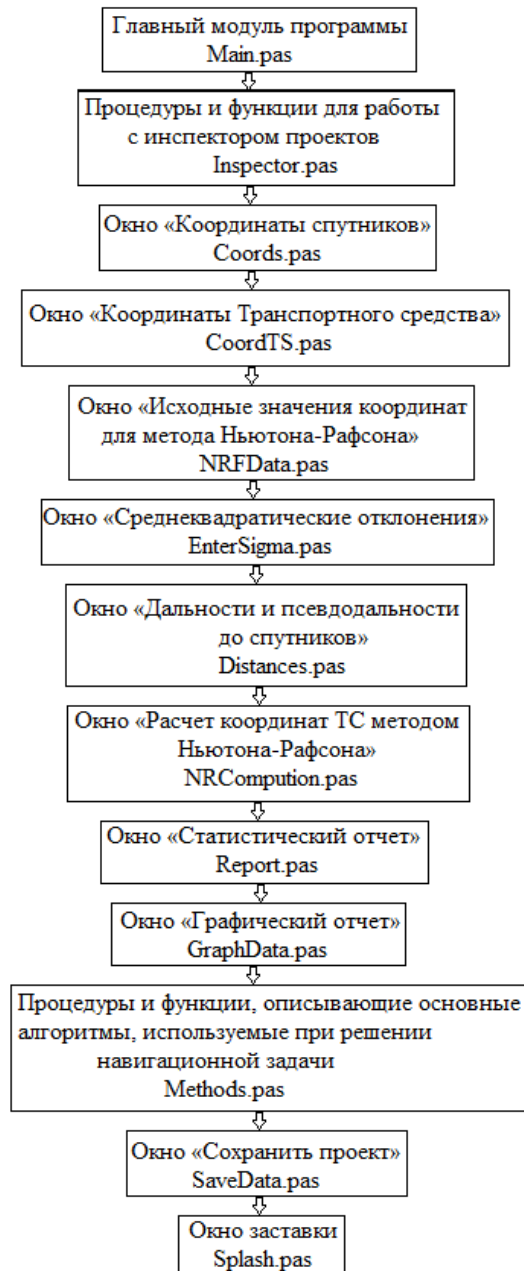 Главный модуль программы
Main.pas
Процедуры и функции для работы
с инспектором проектов
Inspector.pas
Окно «Координаты спутников»
Coords.pas
Окно «Координаты Транспортного средства»
CoordTS.pas
Окно «Исходные значения координат
для метода Ньютона-Рафсона»
NRFData.pas
Окно «Среднеквадратические отклонения»
EnterSigma.pas
Окно «Дальности и псевдодальности
до спутников»
Distances.pas
Окно «Расчет координат ТС методом
Ньютона-Рафсона»
NRCompution.pas
Окно «Статистический отчет»
Report.pas
Окно «Графический отчет»
GraphData.pas
Процедуры и функции, описывающие основные
алгоритмы, используемые при решении
навигационной задачи
Methods.pas
Окно «Сохранить проект»
SaveData.pas
Окно заставки
Splash.pas